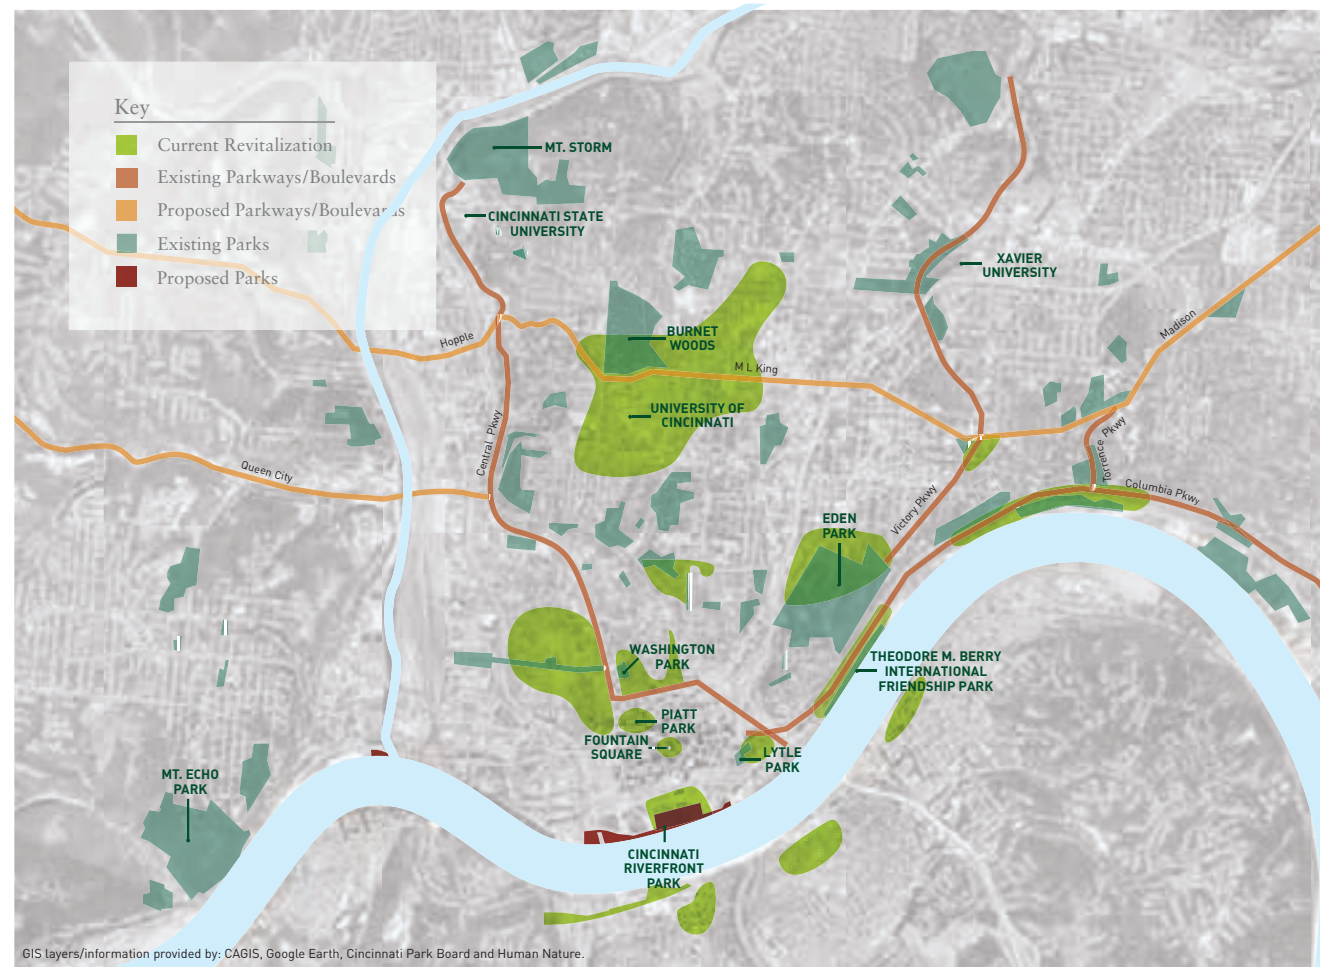 Key
Current Revitalization
Existing Parkways/Boulevards
Proposed Parkways/Boulevards
Existing Parks
Proposed Parks
MT. STORM
CINCINNATI STATE
UNIVERSITY
XAVIER
UNIVERSITY
Hopple
BURNET
WOODS
M L King
Madison
UNIVERSITY OF
CINCINNATI
Central Pkwy
Queen City
Torrence Pkwy
Columbia Pkwy
Victory Pkwy
EDEN
PARK
WASHINGTON
PARK
THEODORE M. BERRY
INTERNATIONAL
FRIENDSHIP PARK
PIATT
PARK
FOUNTAIN
SQUARE
LYTLE
PARK
MT. ECHO
PARK
CINCINNATI
RIVERFRONT
PARK
GIS layers/information provided by: CAGIS, Google Earth, Cincinnati Park Board and Human Nature.